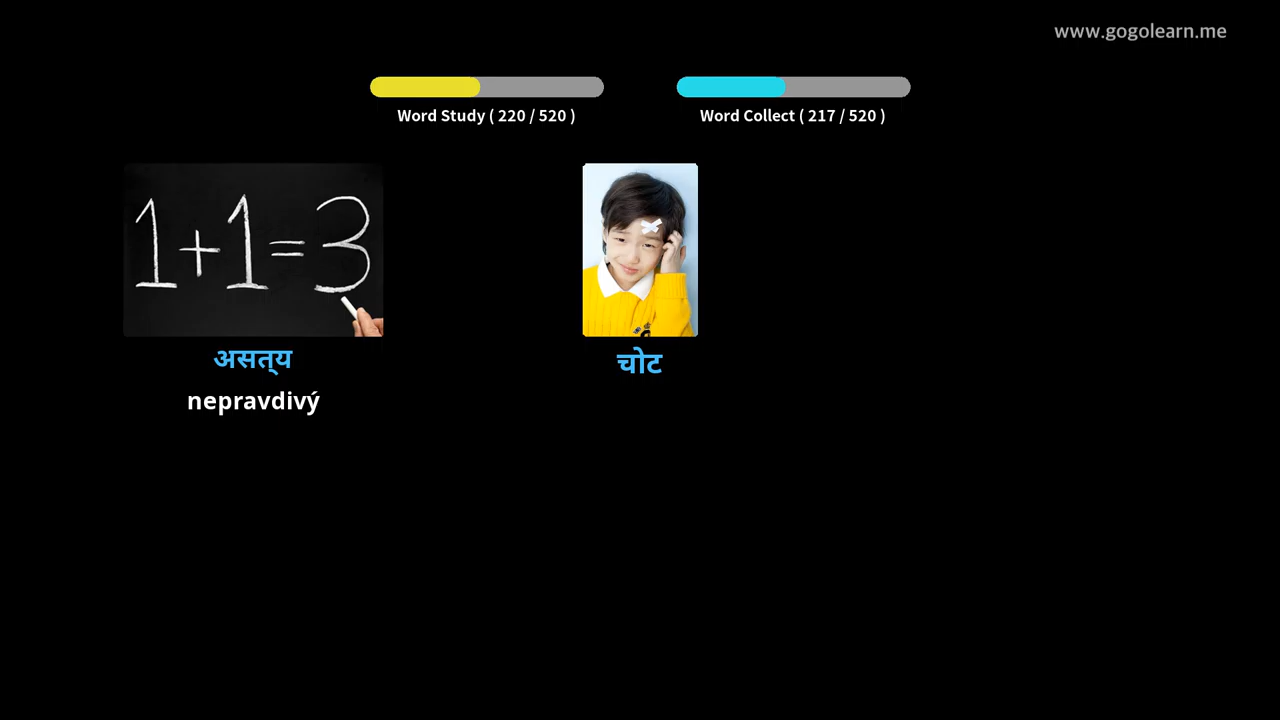 www.gogolearn.me
Word Study ( 220 / 520 )
Word Collect ( 217 / 520 )
1+1=3
असत्य
चोट
nepravdivý